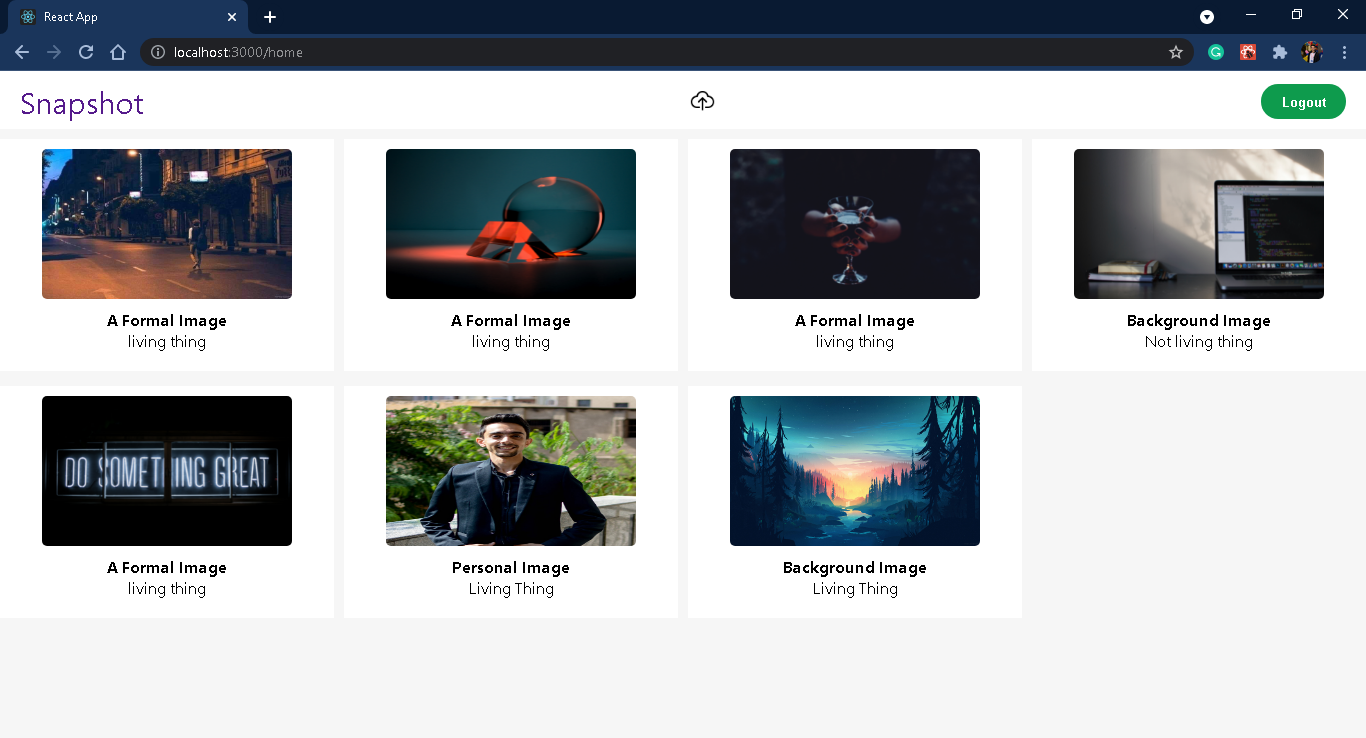 React App
localhost:3000/home
Snapshot
Logout
A Formal Image
living thing
A Formal Image
living thing
A Formal Image
living thing
Background Image
Not living thing
DO SOMETHING GREAT
A Formal Image
living thing
Personal Image
Living Thing
Background Image
Living Thing